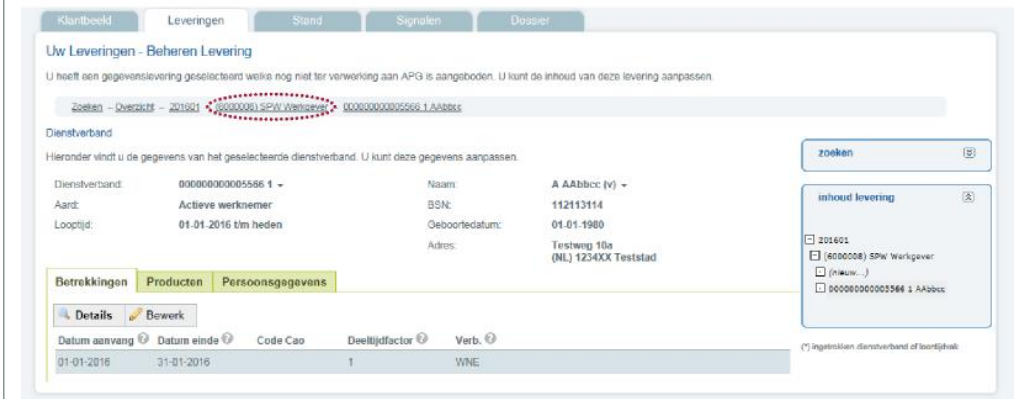 Klantbeeld Leveringen Stand Signalen Dossier
Uw Leveringen - Beheren Levering
U heeft een gegevenslevering geselecteerd welke nog niet ter verwerking aan APG is aangeboden. U kunt de inhoud van deze levering aanpassen.
Zoeken – Overzicht – 201601 - (6000008) SPW Werkgever - 000000000005566 1 AAbbcc
Dienstverband
Hieronder vindt u de gegevens van het geselecteerde dienstverband. U kunt deze gegevens aanpassen.
Dienstverband: 000000000005566 1 Naam: A AAbbcc (v)
Aard: Actieve werknemer BSN: 112113114
Looptijd: 01-01-2016 t/m heden Geboortedatum: 01-01-1980
Adres: Testweg 10a
(NL) 1234XX Teststad
Betrekkingen Producten Persoonsgegevens
Details Bewerk
Datum aanvang Datum einde Code Cao Deeltijdfactor Verb.
01-01-2016 31-01-2016 1 WNE
zoeken
inhoud levering
201601
(6000008) SPW Werkgever
(nieuw...)
000000000005566 1 AAbbcc
(*) ingetrokken dienstverband of loontijdvak